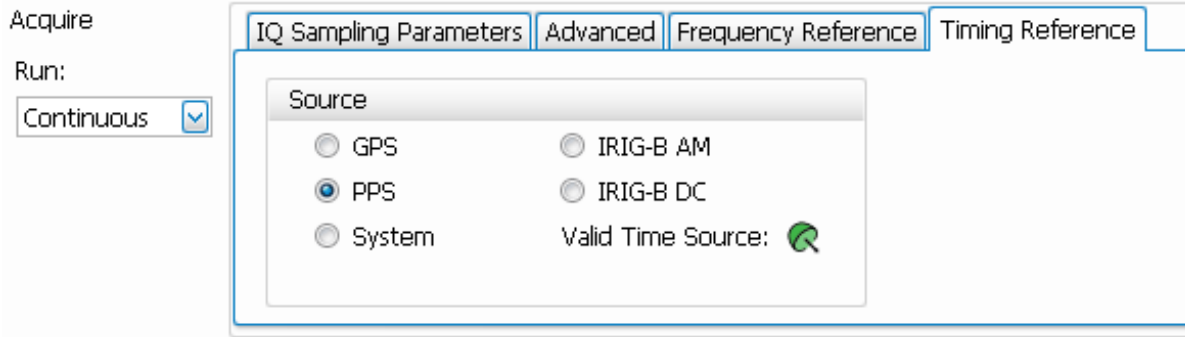 Acquire
IQ Sampling Parameters Advanced Frequency Reference Timing Reference
Run:
Continuous
Source
GPS IRIG-B AM
PPS IRIG-B DC
System Valid Time Source: